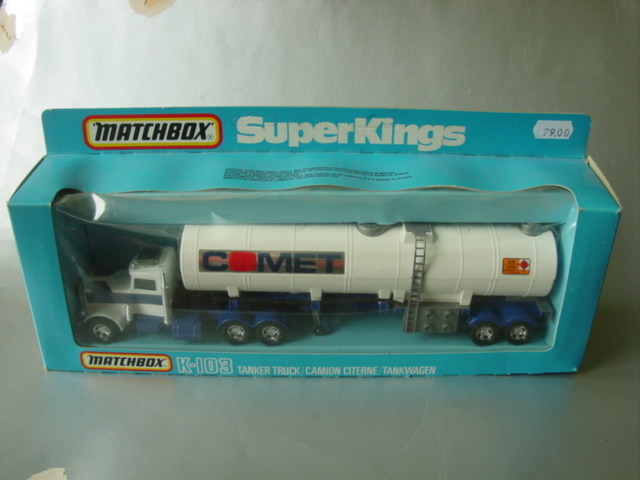 MATCHBOX
SuperKings
79.00
COMET
MATCHBOX K-103 TANKER TRUCK/CAMION CITERNE/TANKWAGEN